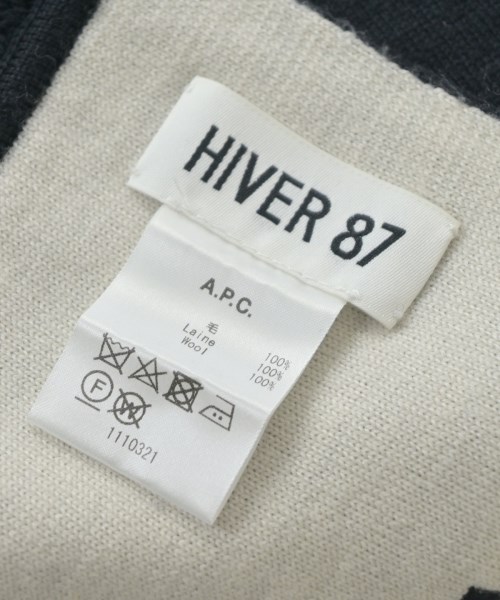 HIVER 87
A.P.C.
毛 100%
Laine 100%
Wool 100%
F W
1110321